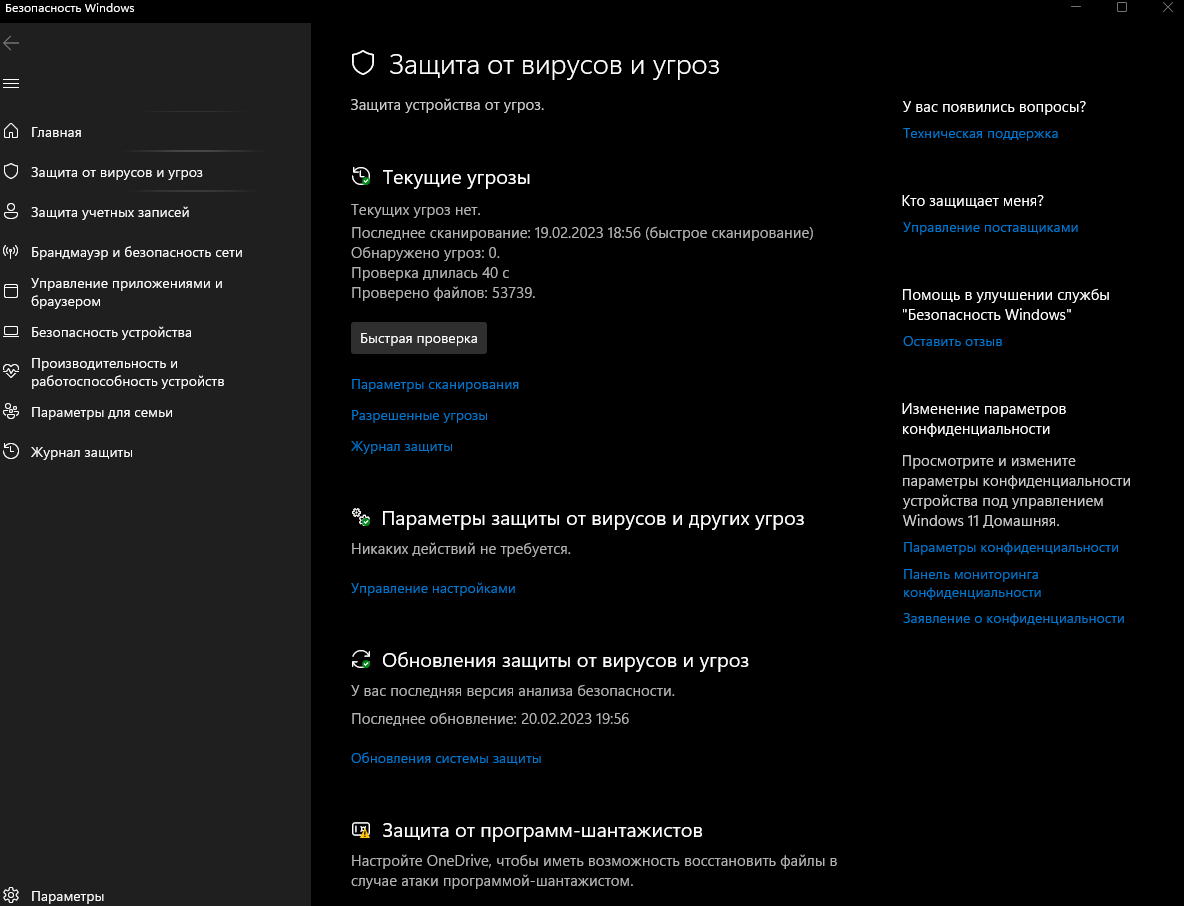 Безопасность Windows
Главная
Защита от вирусов и угроз
Защита учетных записей
Брандмауэр и безопасность сети
Управление приложениями и
браузером
Безопасность устройства
Производительность и
работоспособность устройств
Параметры для семьи
Журнал защиты
Параметры
Защита от вирусов и угроз
Защита устройства от угроз.
Текущие угрозы
Текущих угроз нет.
Последнее сканирование: 19.02.2023 18:56 (быстрое сканирование)
Обнаружено угроз: 0.
Проверка длилась 40 с
Проверено файлов: 53739.
Быстрая проверка
Параметры сканирования
Разрешенные угрозы
Журнал защиты
Параметры защиты от вирусов и других угроз
Никаких действий не требуется.
Управление настройками
Обновления защиты от вирусов и угроз
У вас последняя версия анализа безопасности.
Последнее обновление: 20.02.2023 19:56
Обновления системы защиты
Защита от программ-шантажистов
Настройте OneDrive, чтобы иметь возможность восстановить файлы в
случае атаки программой-шантажистом.
У вас появились вопросы?
Техническая поддержка
Кто защищает меня?
Управление поставщиками
Помощь в улучшении службы
"Безопасность Windows"
Оставить отзыв
Изменение параметров
конфиденциальности
Просмотрите и измените
параметры конфиденциальности
устройства под управлением
Windows 11 Домашняя.
Параметры конфиденциальности
Панель мониторинга
конфиденциальности
Заявление о конфиденциальности